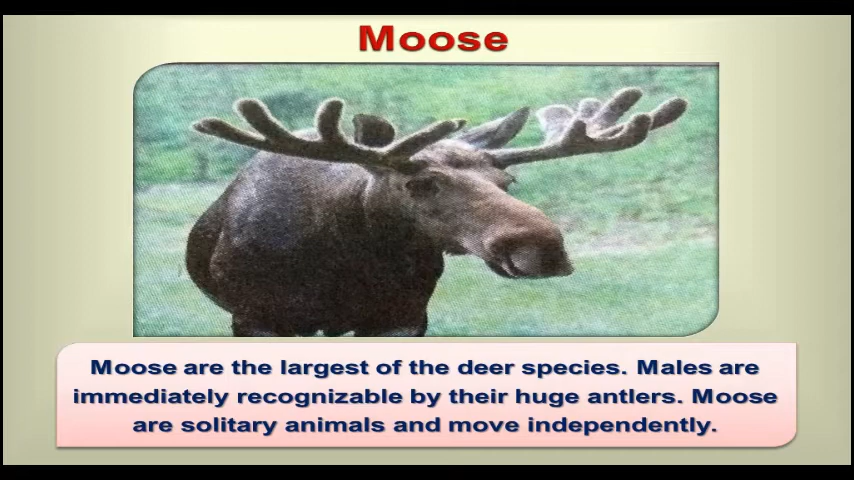 Moose
Moose are the largest of the deer species. Males are
immediately recognizable by their huge antlers. Moose
are solitary animals and move independently.